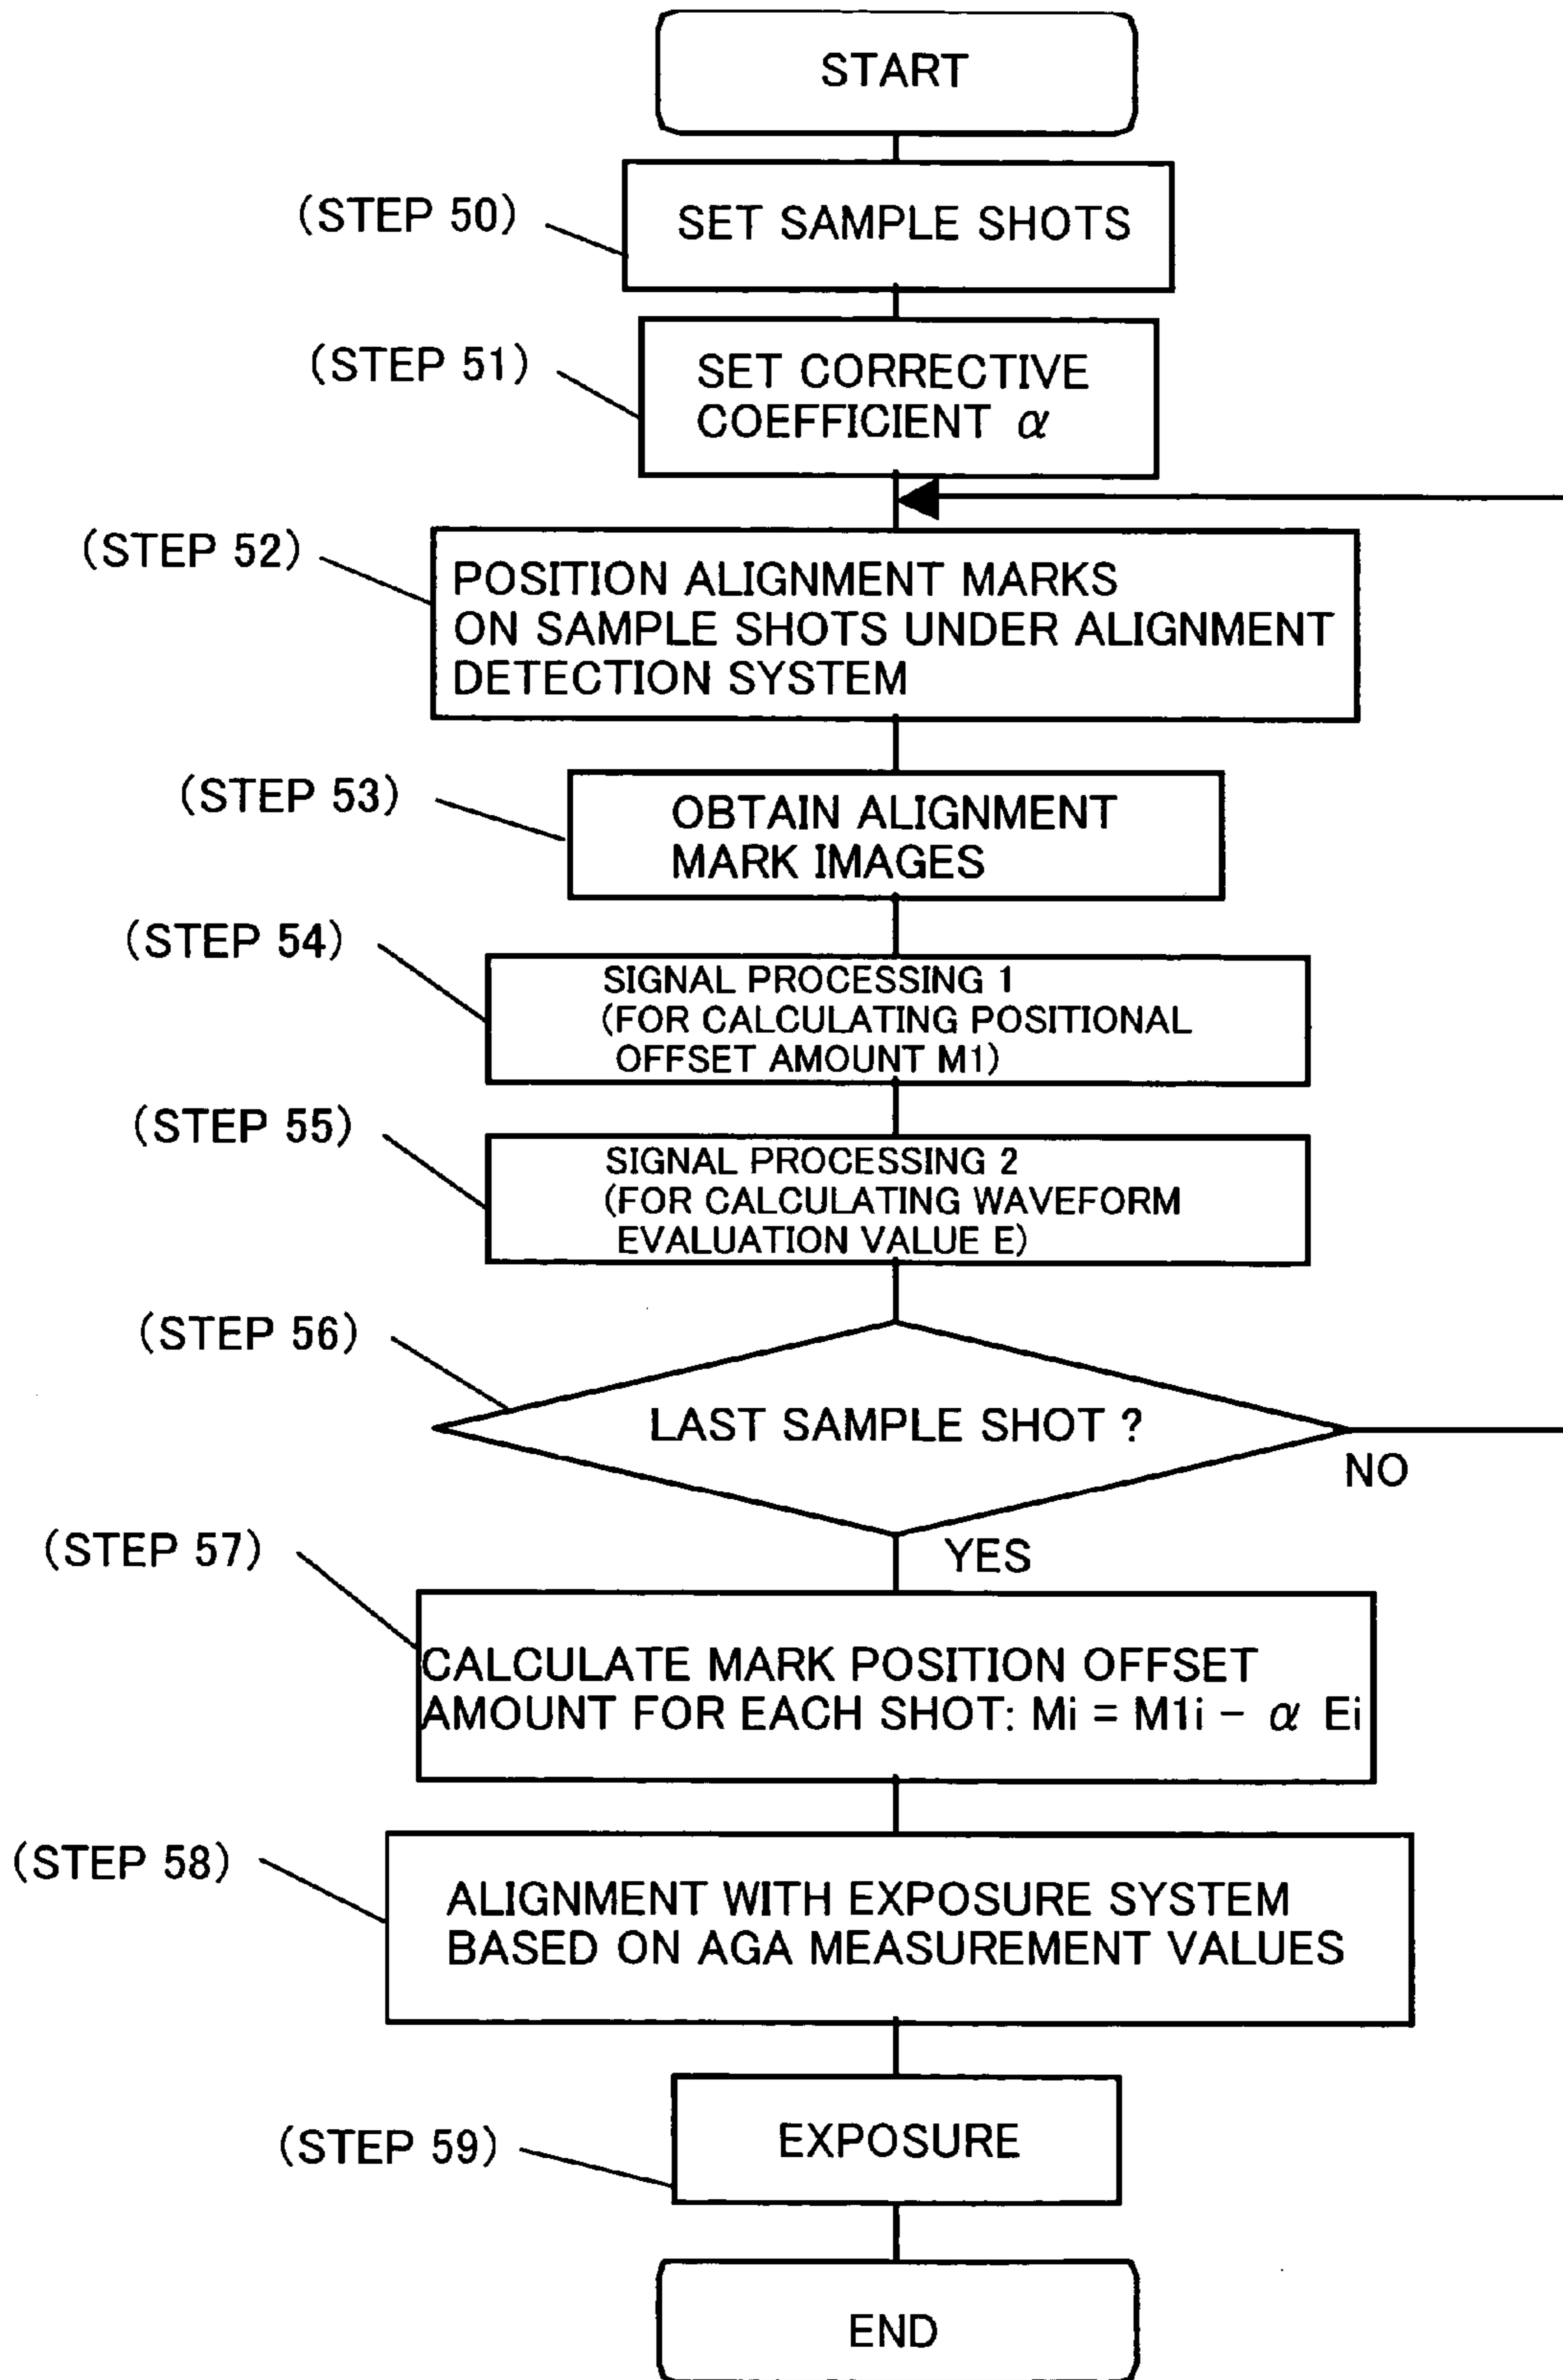 START
(STEP 50)
SET SAMPLE SHOTS
(STEP 51)
SET CORRECTIVE
COEFFICIENT α
(STEP 52)
POSITION ALIGNMENT MARKS
ON SAMPLE SHOTS UNDER ALIGNMENT
DETECTION SYSTEM
(STEP 53)
OBTAIN ALIGNMENT
MARK IMAGES
(STEP 54)
SIGNAL PROCESSING 1
(FOR CALCULATING POSITIONAL
OFFSET AMOUNT M1)
(STEP 55)
SIGNAL PROCESSING 2
(FOR CALCULATING WAVEFORM
EVALUATION VALUE E)
(STEP 56)
LAST SAMPLE SHOT ?
NO
YES
(STEP 57)
CALCULATE MARK POSITION OFFSET
AMOUNT FOR EACH SHOT: Mi = M1i − α Ei
(STEP 58)
ALIGNMENT WITH EXPOSURE SYSTEM
BASED ON AGA MEASUREMENT VALUES
(STEP 59)
EXPOSURE
END